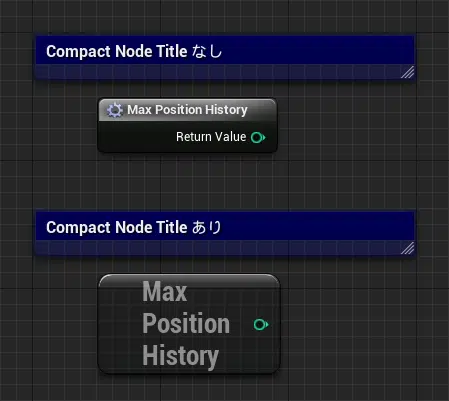 Compact Node Title なし
Max Position History
Return Value
Compact Node Title あり
Max
Position
History